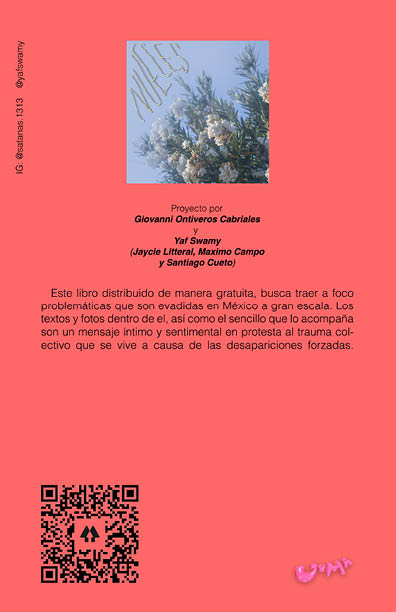 IG: @satanas.1313 @yafswamy
NUBES
Proyecto por
Giovanni Ontiveros Cabriales
y
Yaf Swamy
(Jaycie Litteral, Maximo Campo
y Santiago Cueto)
Este libro distribuido de manera gratuita, busca traer a foco
problemáticas que son evadidas en México a gran escala. Los
textos y fotos dentro de el, así como el sencillo que lo acompaña
son un mensaje íntimo y sentimental en protesta al trauma col-
ectivo que se vive a causa de las desapariciones forzadas.